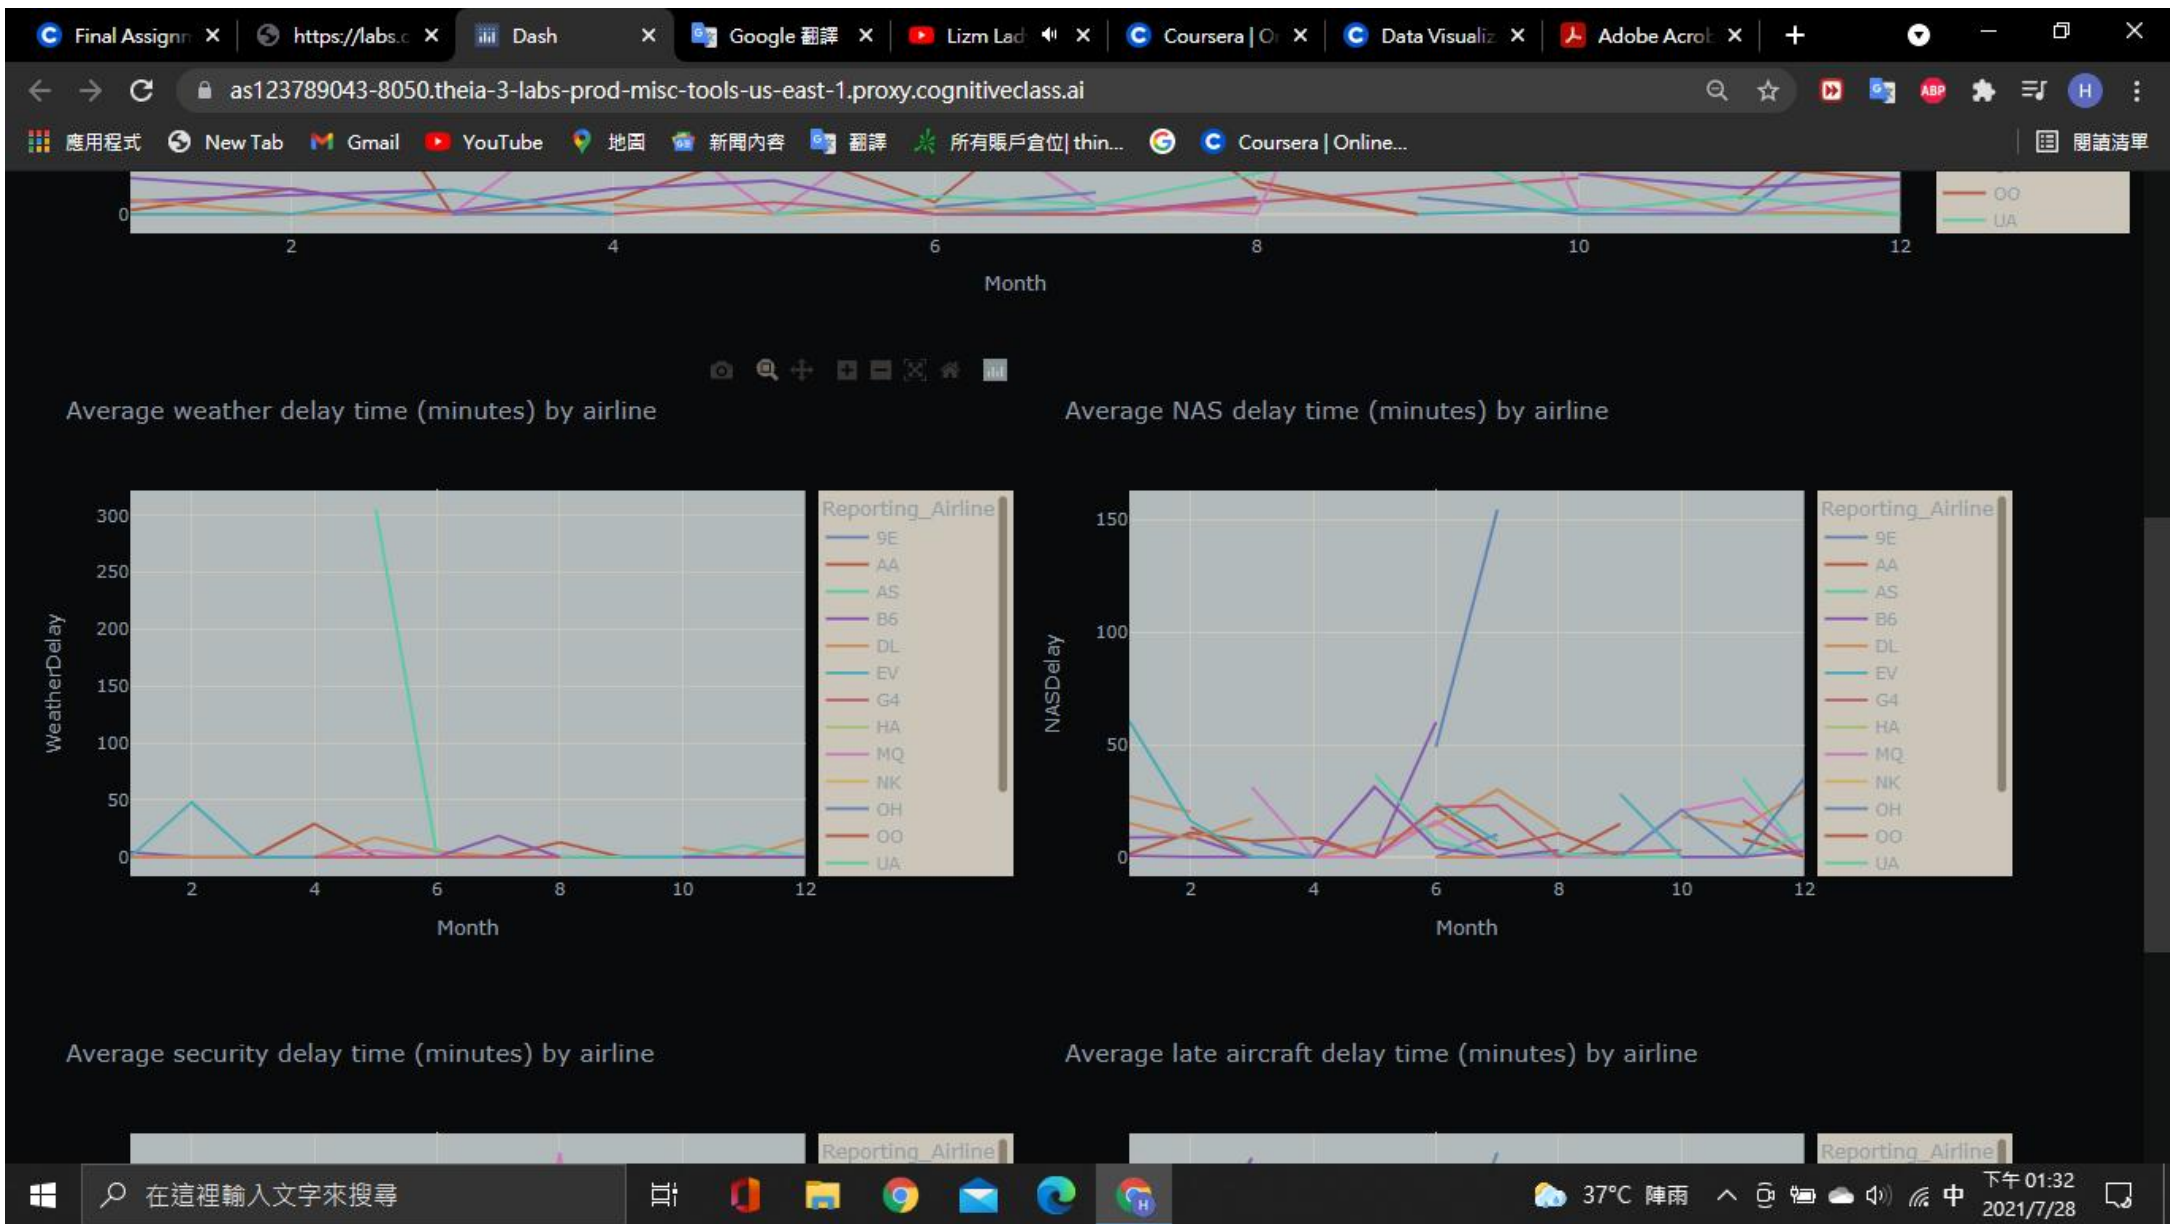 Final Assignn
https://labs.c
Dash
Google 翻譯
Lizm Lad
Coursera | O
Data Visualiz
Adobe Acrob
as123789043-8050.theia-3-labs-prod-misc-tools-us-east-1.proxy.cognitiveclass.ai
ABP
H
應用程式
New Tab
Gmail
YouTube
地圖
新聞內容
翻譯
所有賬戶倉位| thin...
Coursera | Online...
閱讀清單
0
2 4 6 8 10 12
Month
OO
UA
Average weather delay time (minutes) by airline
WeatherDelay
300
250
200
150
100
50
0
2 4 6 8 10 12
Month
Reporting_Airline
9E
AA
AS
B6
DL
EV
G4
HA
MQ
NK
OH
OO
UA
Average NAS delay time (minutes) by airline
NASDelay
150
100
50
0
2 4 6 8 10 12
Month
Reporting_Airline
9E
AA
AS
B6
DL
EV
G4
HA
MQ
NK
OH
OO
UA
Average security delay time (minutes) by airline
Reporting_Airline
Average late aircraft delay time (minutes) by airline
Reporting_Airline
在這裡輸入文字來搜尋
H
37°C 陣雨
中
下午 01:32
2021/7/28